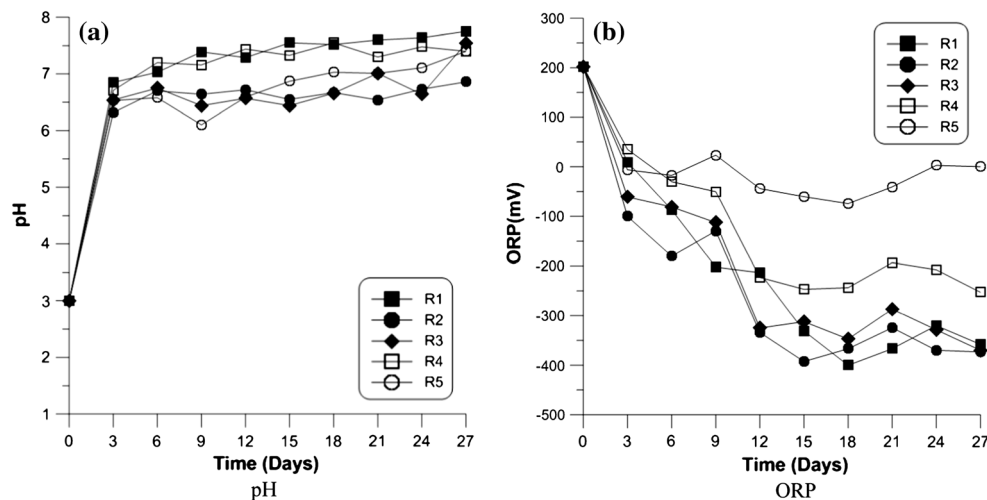 (a)
8
7
6
5
4
3
2
1
pH
R1
R2
R3
R4
R5
0 3 6 9 12 15 18 21 24 27
Time (Days)
pH
(b)
300
200
100
0
-100
-200
-300
-400
-500
ORP(mV)
R1
R2
R3
R4
R5
0 3 6 9 12 15 18 21 24 27
Time (Days)
ORP